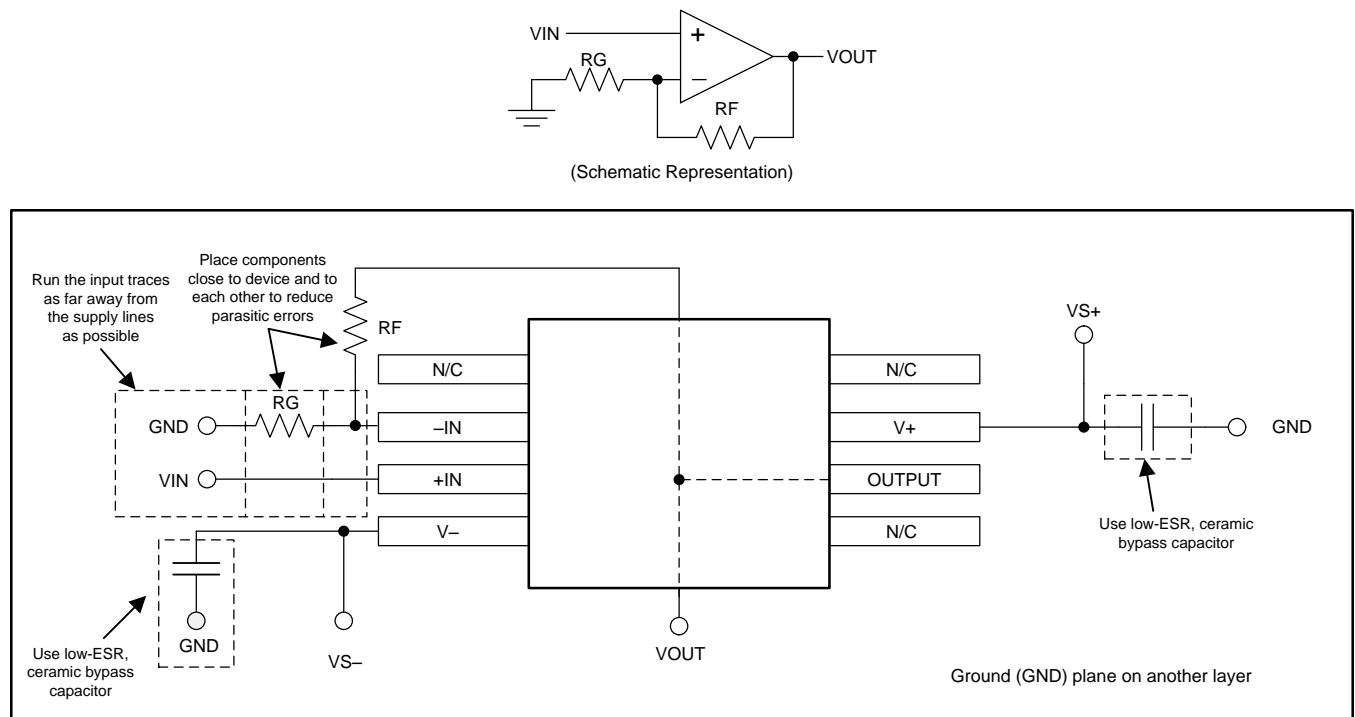 VIN
+
RG
–
VOUT
RF
(Schematic Representation)
Run the input traces
as far away from
the supply lines
as possible
Place components
close to device and to
each other to reduce
parasitic errors
RF
VS+
N/C
N/C
RG
GND
–IN
V+
GND
VIN
+IN
OUTPUT
V–
N/C
Use low-ESR, ceramic
bypass capacitor
GND
VS–
VOUT
Use low-ESR,
ceramic bypass
capacitor
Ground (GND) plane on another layer